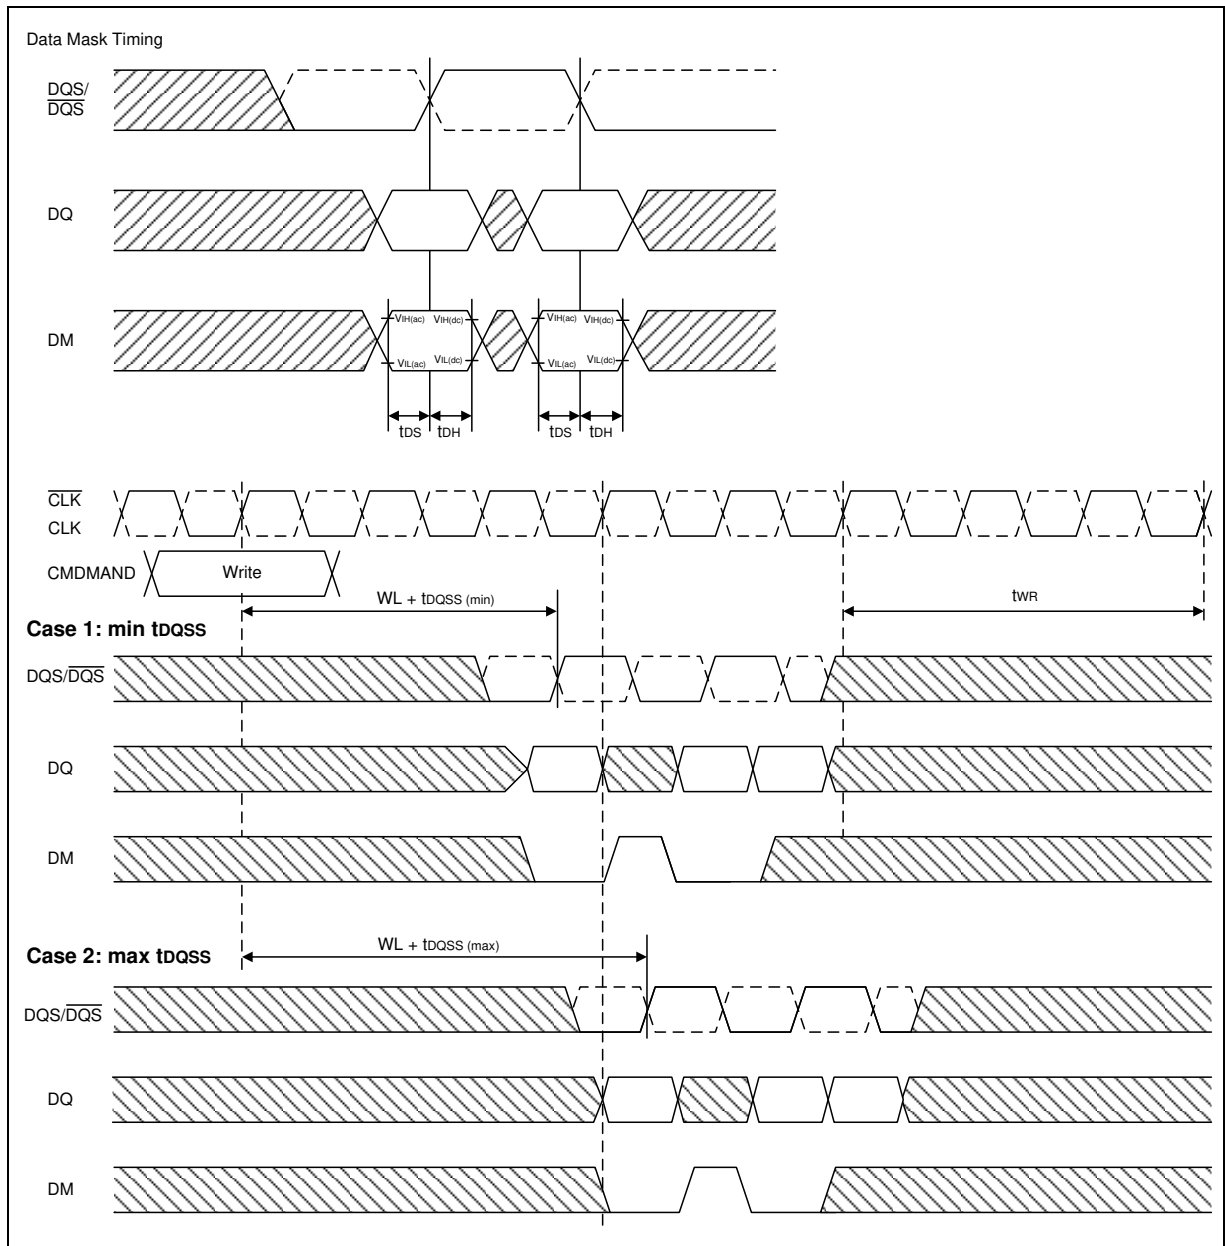 Data Mask Timing
DQS/
DQS
DQ
DM
VIH(ac) VIH(dc) VIH(ac) VIH(dc)
VIL(ac) VIL(dc) VIL(ac) VIL(dc)
tDS tDH tDS tDH
CLK
CLK
CMDMAND Write
WL + tDQSS (min) tWR
Case 1: min tDQSS
DQS/DQS
DQ
DM
WL + tDQSS (max)
Case 2: max tDQSS
DQS/DQS
DQ
DM